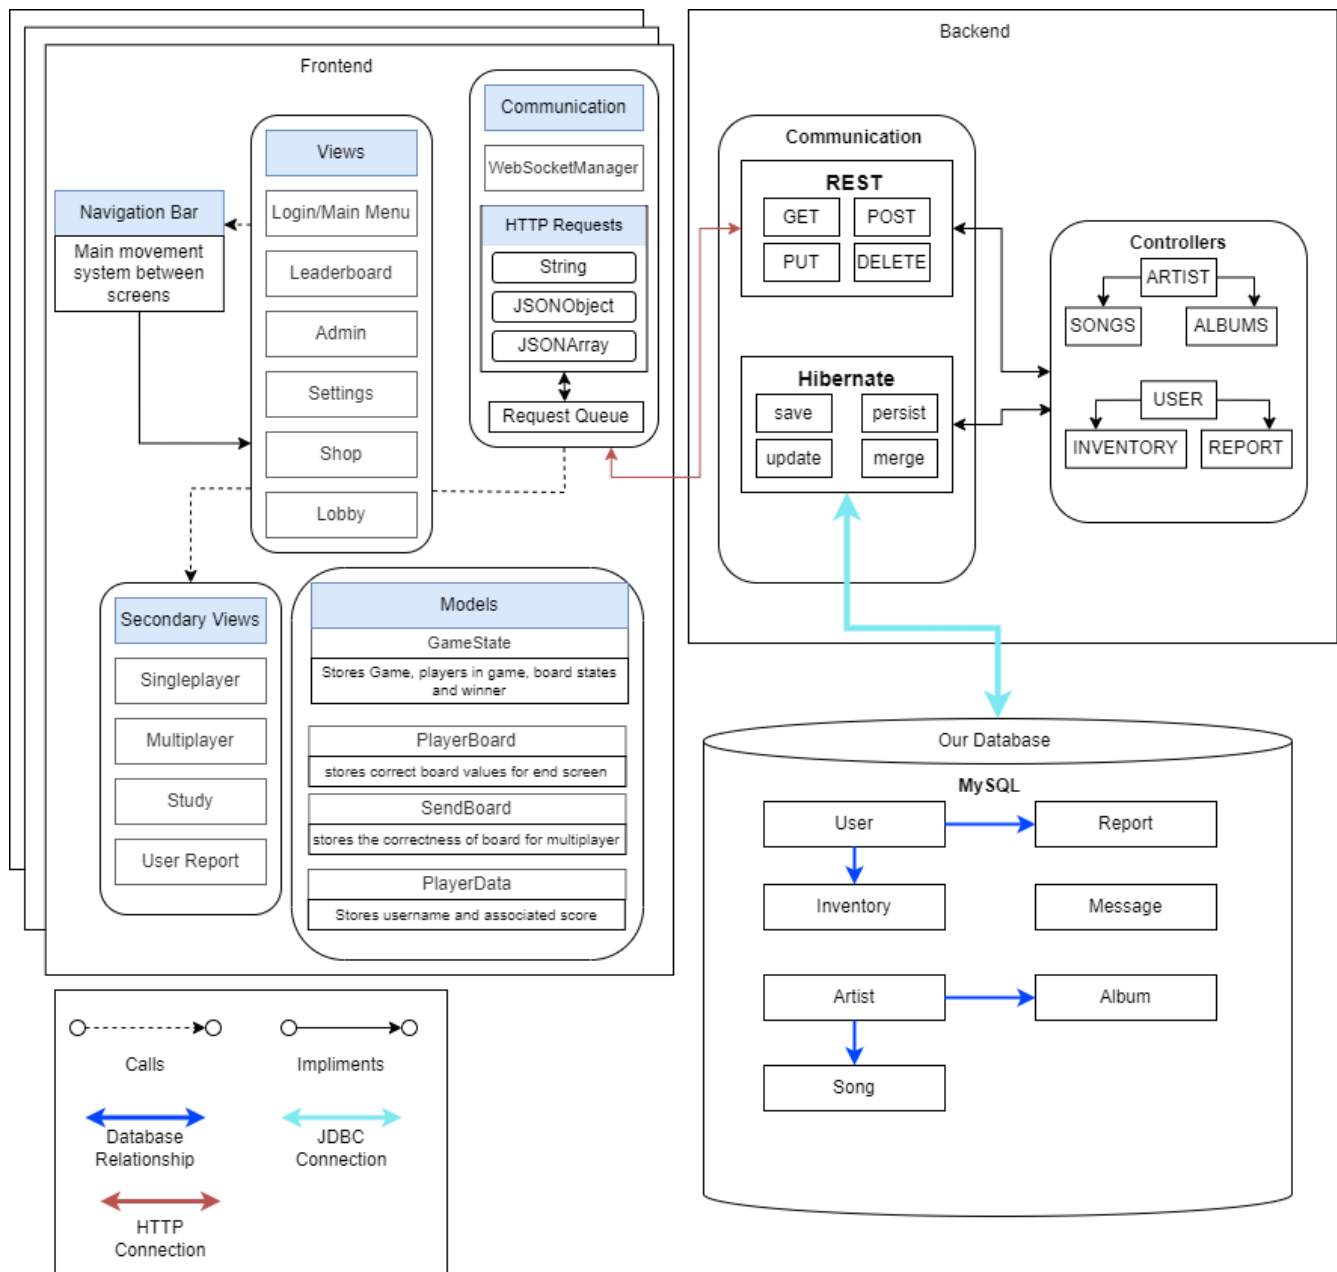 Frontend
Communication
WebSocketManager
HTTP Requests
String
JSONObject
JSONArray
Request Queue
Views
Login/Main Menu
Leaderboard
Admin
Settings
Shop
Lobby
Navigation Bar
Main movement
system between
screens
Secondary Views
Singleplayer
Multiplayer
Study
User Report
Models
GameState
Stores Game, players in game, board states
and winner
PlayerBoard
stores correct board values for end screen
SendBoard
stores the correctness of board for multiplayer
PlayerData
Stores username and associated score
Backend
Communication
REST
GET
POST
PUT
DELETE
Hibernate
save
persist
update
merge
Controllers
ARTIST
SONGS
ALBUMS
USER
INVENTORY
REPORT
Our Database
MySQL
User
Report
Inventory
Message
Artist
Album
Song
Calls
Impliments
Database
Relationship
JDBC
Connection
HTTP
Connection